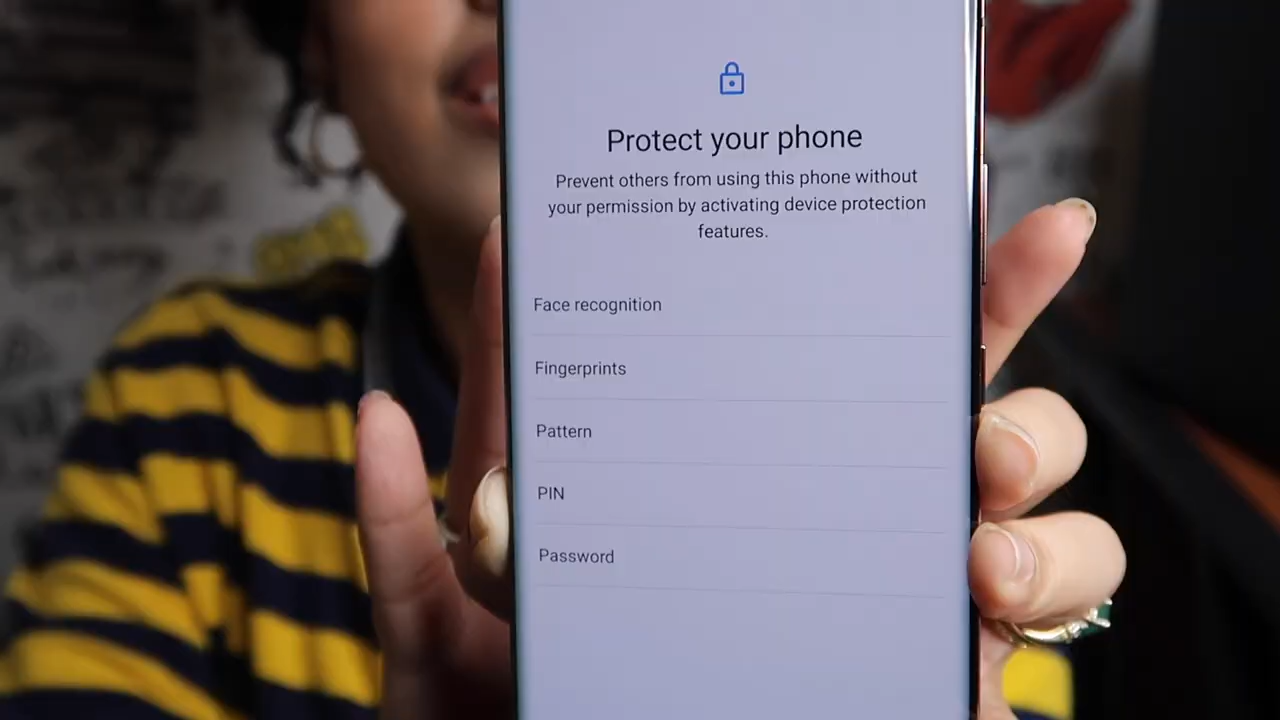 Protect your phone
Prevent others from using this phone without
your permission by activating device protection
features.
Face recognition
Fingerprints
Pattern
PIN
Password